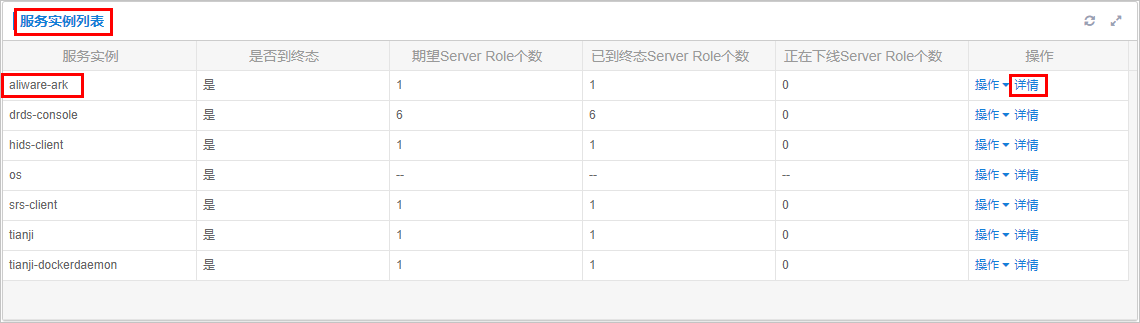 服务实例列表
服务实例 是否到终态 期望Server Role个数 已到终态Server Role个数 正在下线Server Role个数 操作
aliware-ark 是 1 1 0 操作 详情
drds-console 是 6 6 0 操作 详情
hids-client 是 1 1 0 操作 详情
os 是 -- -- -- 操作 详情
srs-client 是 1 1 0 操作 详情
tianji 是 1 1 0 操作 详情
tianji-dockerdaemon 是 1 1 0 操作 详情